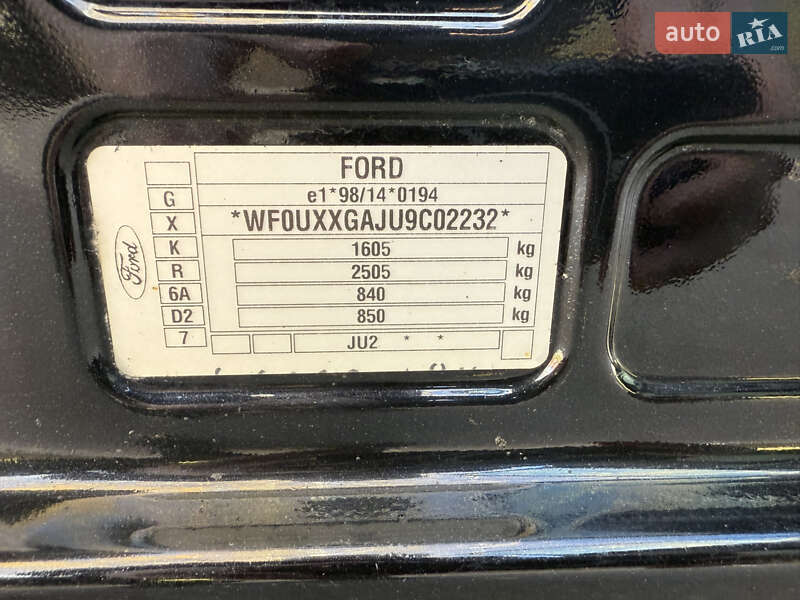 auto RIA
FORD
G e1*98/14*0194
X *WF0UXXGAJU9C02232*
K 1605 kg
R 2505 kg
6A 840 kg
D2 850 kg
7 JU2 * *
Ford